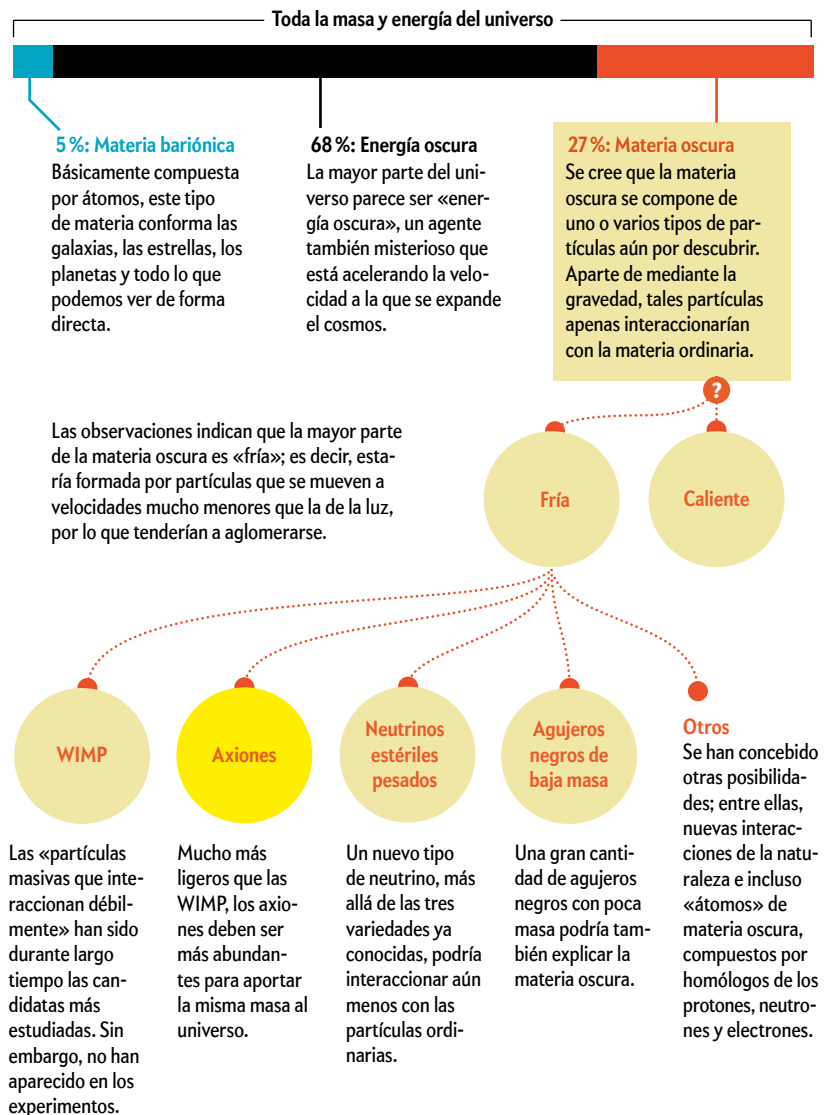 Toda la masa y energía del universo
5 %: Materia bariónica
Básicamente compuesta
por átomos, este tipo
de materia conforma las
galaxias, las estrellas, los
planetas y todo lo que
podemos ver de forma
directa.
68 %: Energía oscura
La mayor parte del uni-
verso parece ser «ener-
gía oscura», un agente
también misterioso que
está acelerando la velo-
cidad a la que se expande
el cosmos.
27 %: Materia oscura
Se cree que la materia
oscura se compone de
uno o varios tipos de par-
tículas aún por descubrir.
Aparte de mediante la
gravedad, tales partículas
apenas interaccionarían
con la materia ordinaria.
?
Las observaciones indican que la mayor parte
de la materia oscura es «fría»; es decir, esta-
ría formada por partículas que se mueven a
velocidades mucho menores que la de la luz,
por lo que tenderían a aglomerarse.
Fría
Caliente
WIMP
Las «partículas
masivas que inte-
raccionan débil-
mente» han sido
durante largo
tiempo las can-
didatas más
estudiadas. Sin
embargo, no han
aparecido en los
experimentos.
Axiones
Mucho más
ligeros que las
WIMP, los axio-
nes deben ser
más abundan-
tes para aportar
la misma masa al
universo.
Neutrinos
estériles
pesados
Un nuevo tipo
de neutrino, más
allá de las tres
variedades ya
conocidas, podría
interaccionar aún
menos con las
partículas ordi-
narias.
Agujeros
negros de
baja masa
Una gran canti-
dad de agujeros
negros con poca
masa podría tam-
bién explicar la
materia oscura.
Otros
Se han concebido
otras posibilida-
des; entre ellas,
nuevas interac-
ciones de la natu-
raleza e incluso
«átomos» de
materia oscura,
compuestos por
homólogos de los
protones, neutro-
nes y electrones.